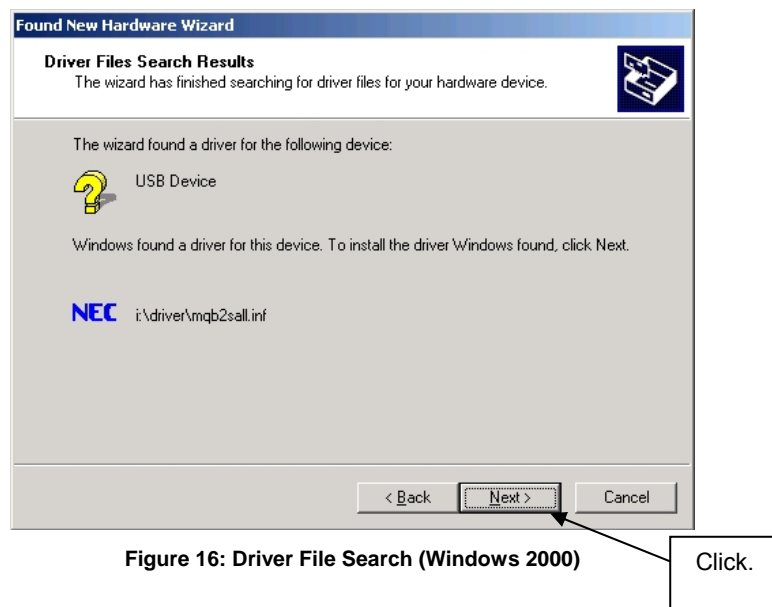 Found New Hardware Wizard
Driver Files Search Results
The wizard has finished searching for driver files for your hardware device.
The wizard found a driver for the following device:
USB Device
Windows found a driver for this device. To install the driver Windows found, click Next.
NEC i:\driver\mqb2sall.inf
< Back Next > Cancel
Figure 16: Driver File Search (Windows 2000)
Click.